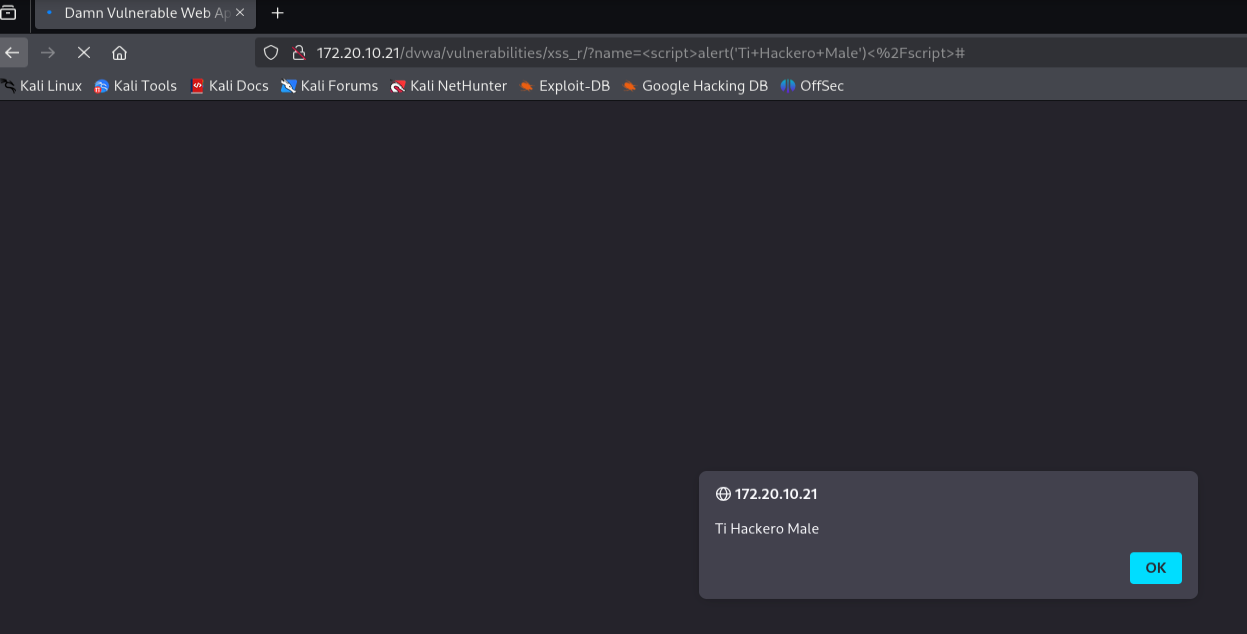 Damn Vulnerable Web Ap
172.20.10.21/dvwa/vulnerabilities/xss_r/?name=<script>alert('Ti+Hackero+Male')<%2Fscript>#
Kali Linux Kali Tools Kali Docs Kali Forums Kali NetHunter Exploit-DB Google Hacking DB OffSec
172.20.10.21
Ti Hackero Male
OK